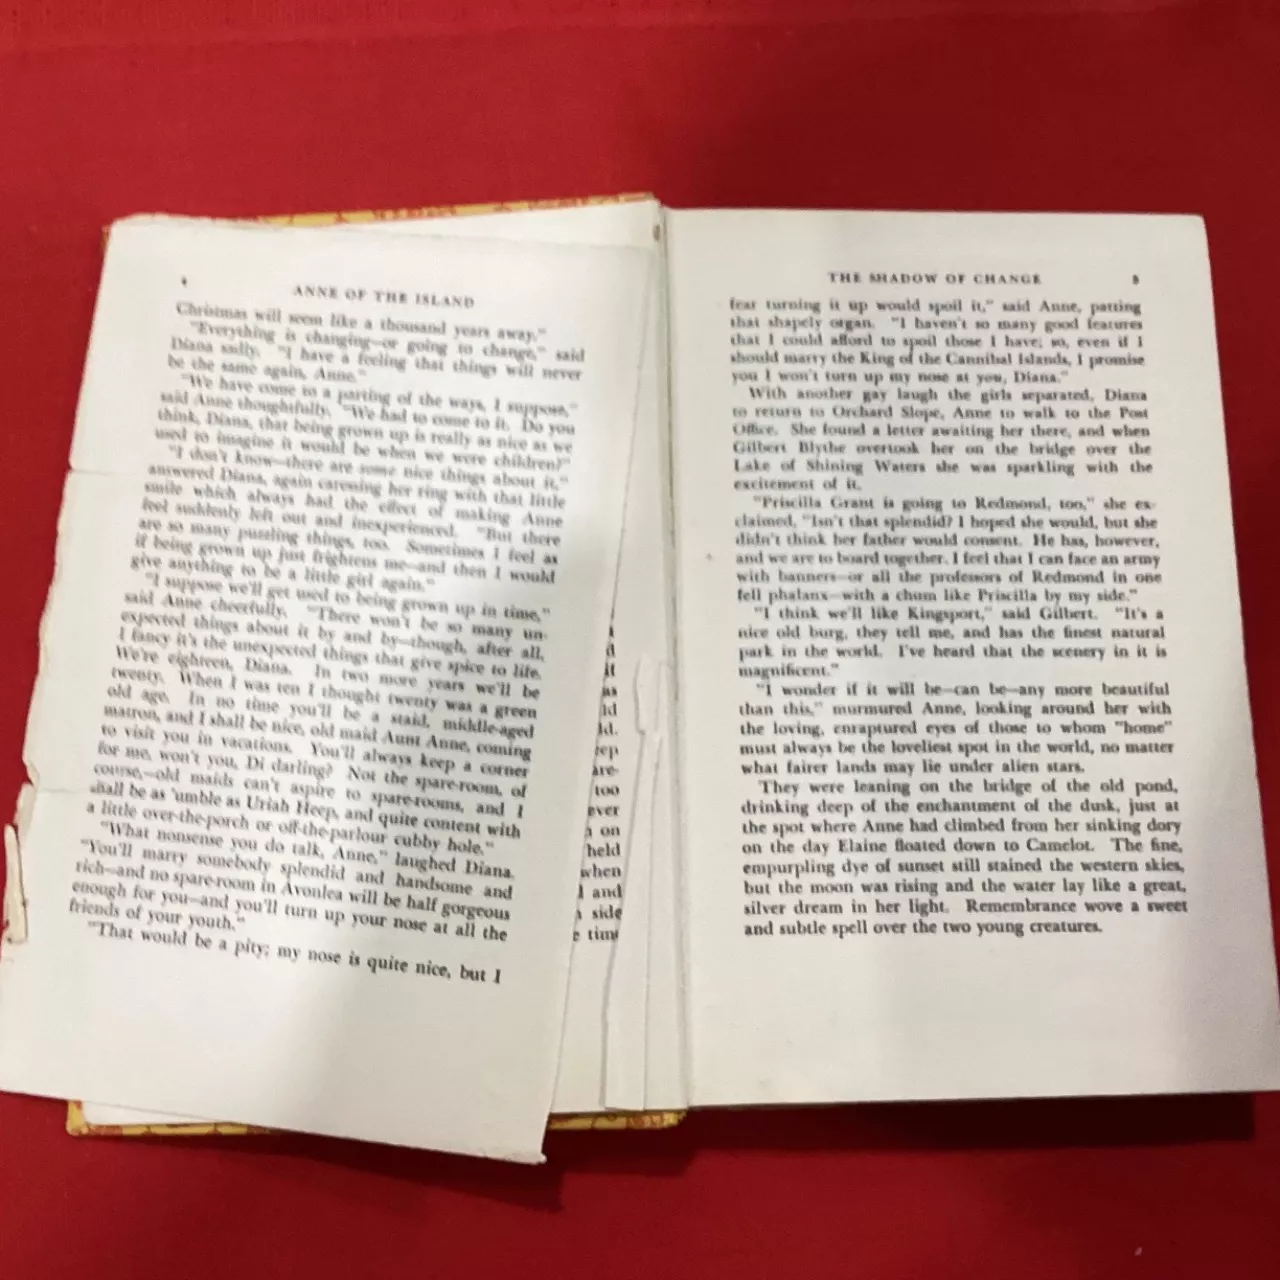 4
ANNE OF THE ISLAND
Christmas will seem like a thousand years away."
"Everything is changing—or going to change," said
Diana sadly. "I have a feeling that things will never
be the same again, Anne."
"We have come to a parting of the ways, I suppose,"
said Anne thoughtfully. "We had to come to it. Do you
think, Diana, that being grown up is really as nice as we
used to imagine it would be when we were children?"
"I don't know—there are some nice things about it,"
answered Diana, again caressing her ring with that little
smile which always had the effect of making Anne
feel suddenly left out and inexperienced. "But there
are so many puzzling things, too. Sometimes I feel as
if being grown up just frightens me—and then I would
give anything to be a little girl again."
"I suppose we'll get used to being grown up in time,"
said Anne cheerfully. "There won't be so many un-
expected things about it by and by—though, after all,
I fancy it's the unexpected things that give spice to life.
We're eighteen, Diana. In two more years we'll be
twenty. When I was ten I thought twenty was a green
old age. In no time you'll be a staid, middle-aged
matron, and I shall be nice, old maid Aunt Anne, coming
to visit you in vacations. You'll always keep a corner
for me, won't you, Di darling? Not the spare-room, of
course,—old maids can't aspire to spare-rooms, and I
shall be as 'umble as Uriah Heep, and quite content with
a little over-the-porch or off-the-parlour cubby hole."
"What nonsense you do talk, Anne," laughed Diana.
"You'll marry somebody splendid and handsome and
rich—and no spare-room in Avonlea will be half gorgeous
enough for you—and you'll turn up your nose at all the
friends of your youth."
"That would be a pity; my nose is quite nice, but I
too
ever
on
held
when
and
side
time
THE SHADOW OF CHANGE
5
fear turning it up would spoil it," said Anne, patting
that shapely organ. "I haven't so many good features
that I could afford to spoil those I have; so, even if I
should marry the King of the Cannibal Islands, I promise
you I won't turn up my nose at you, Diana."
With another gay laugh the girls separated, Diana
to return to Orchard Slope, Anne to walk to the Post
Office. She found a letter awaiting her there, and when
Gilbert Blythe overtook her on the bridge over the
Lake of Shining Waters she was sparkling with the
excitement of it.
"Priscilla Grant is going to Redmond, too," she ex-
claimed. "Isn't that splendid? I hoped she would, but she
didn't think her father would consent. He has, however,
and we are to board together. I feel that I can face an army
with banners—or all the professors of Redmond in one
fell phalanx—with a chum like Priscilla by my side."
"I think we'll like Kingsport," said Gilbert. "It's a
nice old burg, they tell me, and has the finest natural
park in the world. I've heard that the scenery in it is
magnificent."
"I wonder if it will be—can be—any more beautiful
than this," murmured Anne, looking around her with
the loving, enraptured eyes of those to whom "home"
must always be the loveliest spot in the world, no matter
what fairer lands may lie under alien stars.
They were leaning on the bridge of the old pond,
drinking deep of the enchantment of the dusk, just at
the spot where Anne had climbed from her sinking dory
on the day Elaine floated down to Camelot. The fine,
empurpling dye of sunset still stained the western skies,
but the moon was rising and the water lay like a great,
silver dream in her light. Remembrance wove a sweet
and subtle spell over the two young creatures.